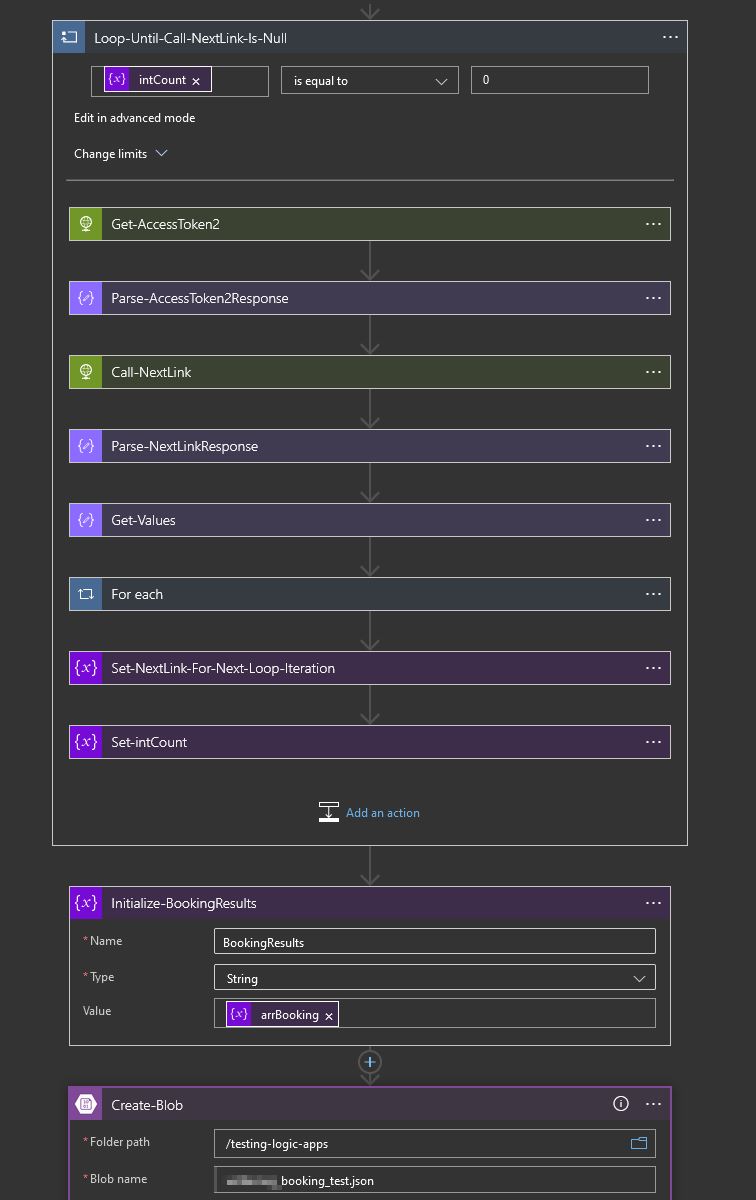 Loop-Until-Call-NextLink-Is-Null ...
{x} intCount × is equal to 0
Edit in advanced mode
Change limits
Get-AccessToken2 ...
Parse-AccessToken2Response ...
Call-NextLink ...
Parse-NextLinkResponse ...
Get-Values ...
For each ...
{x} Set-NextLink-For-Next-Loop-Iteration ...
{x} Set-intCount ...
Add an action
{x} Initialize-BookingResults ...
* Name BookingResults
* Type String
Value {x} arrBooking ×
Create-Blob ...
* Folder path /testing-logic-apps
* Blob name booking_test.json